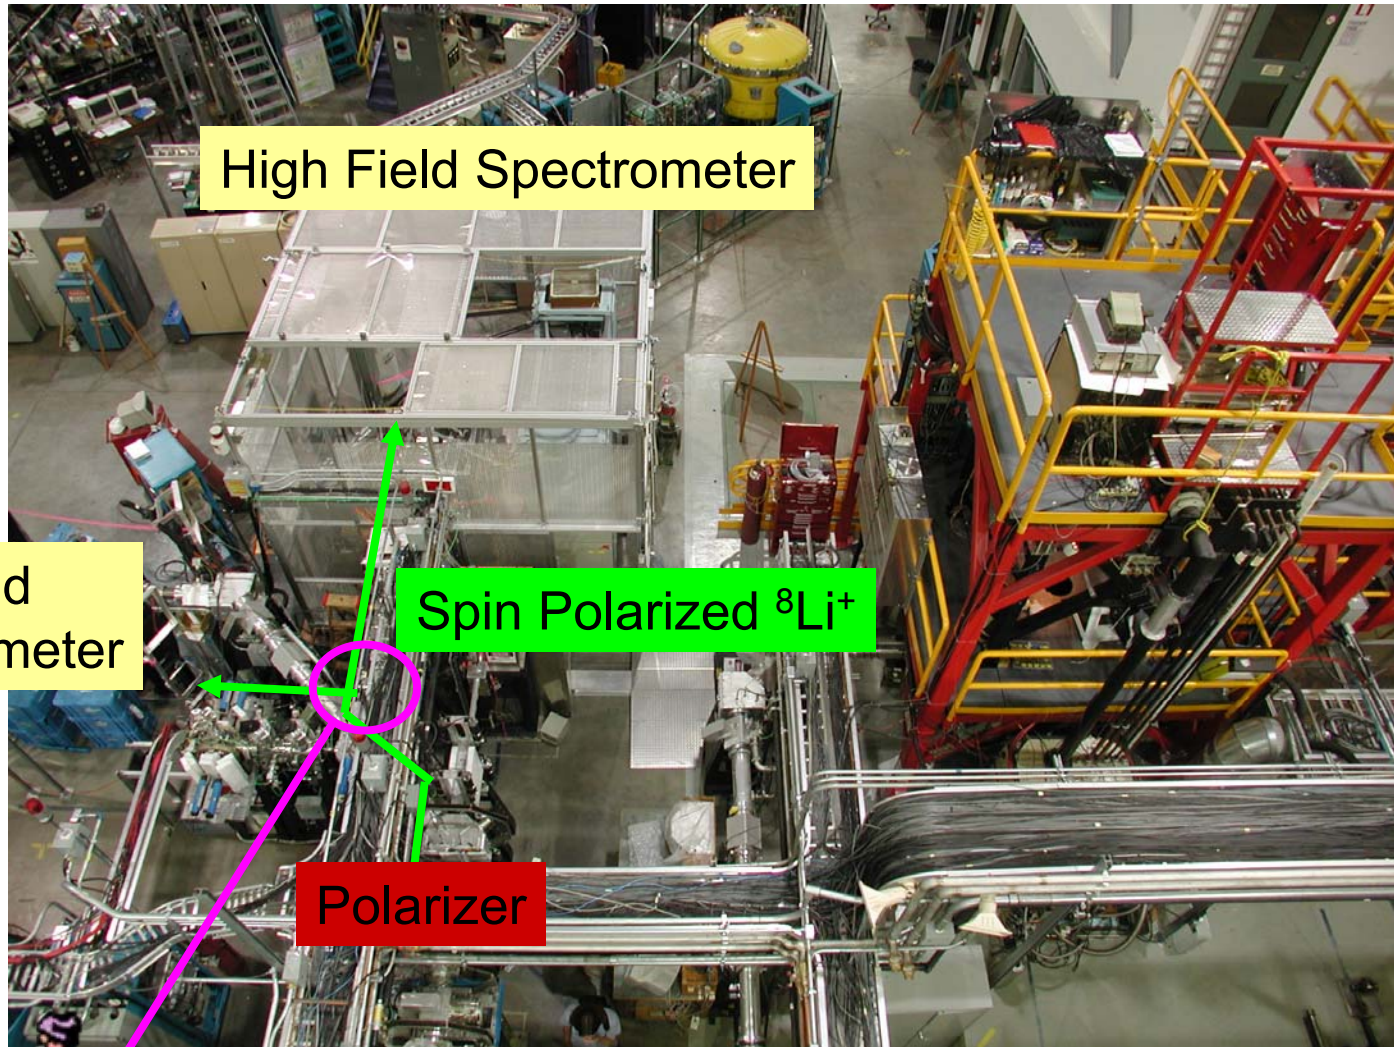 High Field Spectrometer
d
meter
Spin Polarized ⁸Li⁺
Polarizer